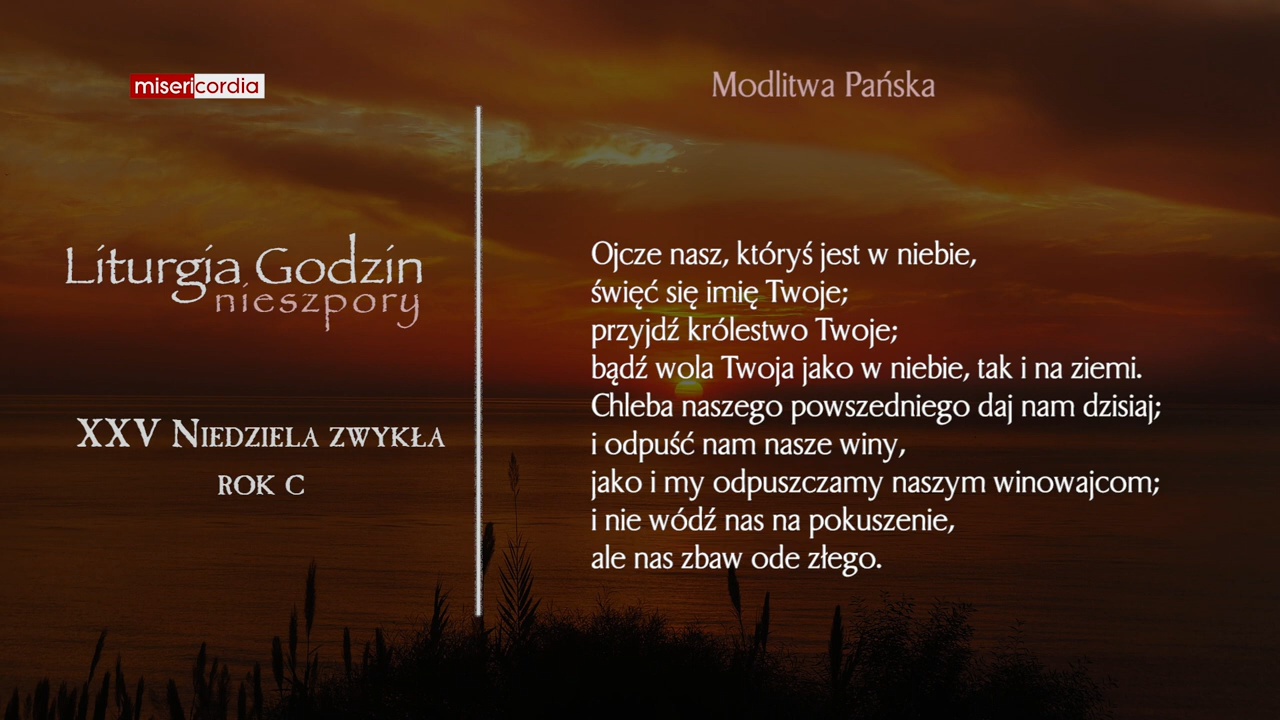 misericordia
Liturgia Godzin
nieszpory
XXV Niedziela zwykła
rok C
Modlitwa Pańska
Ojcze nasz, któryś jest w niebie,
święć się imię Twoje;
przyjdź królestwo Twoje;
bądź wola Twoja jako w niebie, tak i na ziemi.
Chleba naszego powszedniego daj nam dzisiaj;
i odpuść nam nasze winy,
jako i my odpuszczamy naszym winowajcom;
i nie wódź nas na pokuszenie,
ale nas zbaw ode złego.